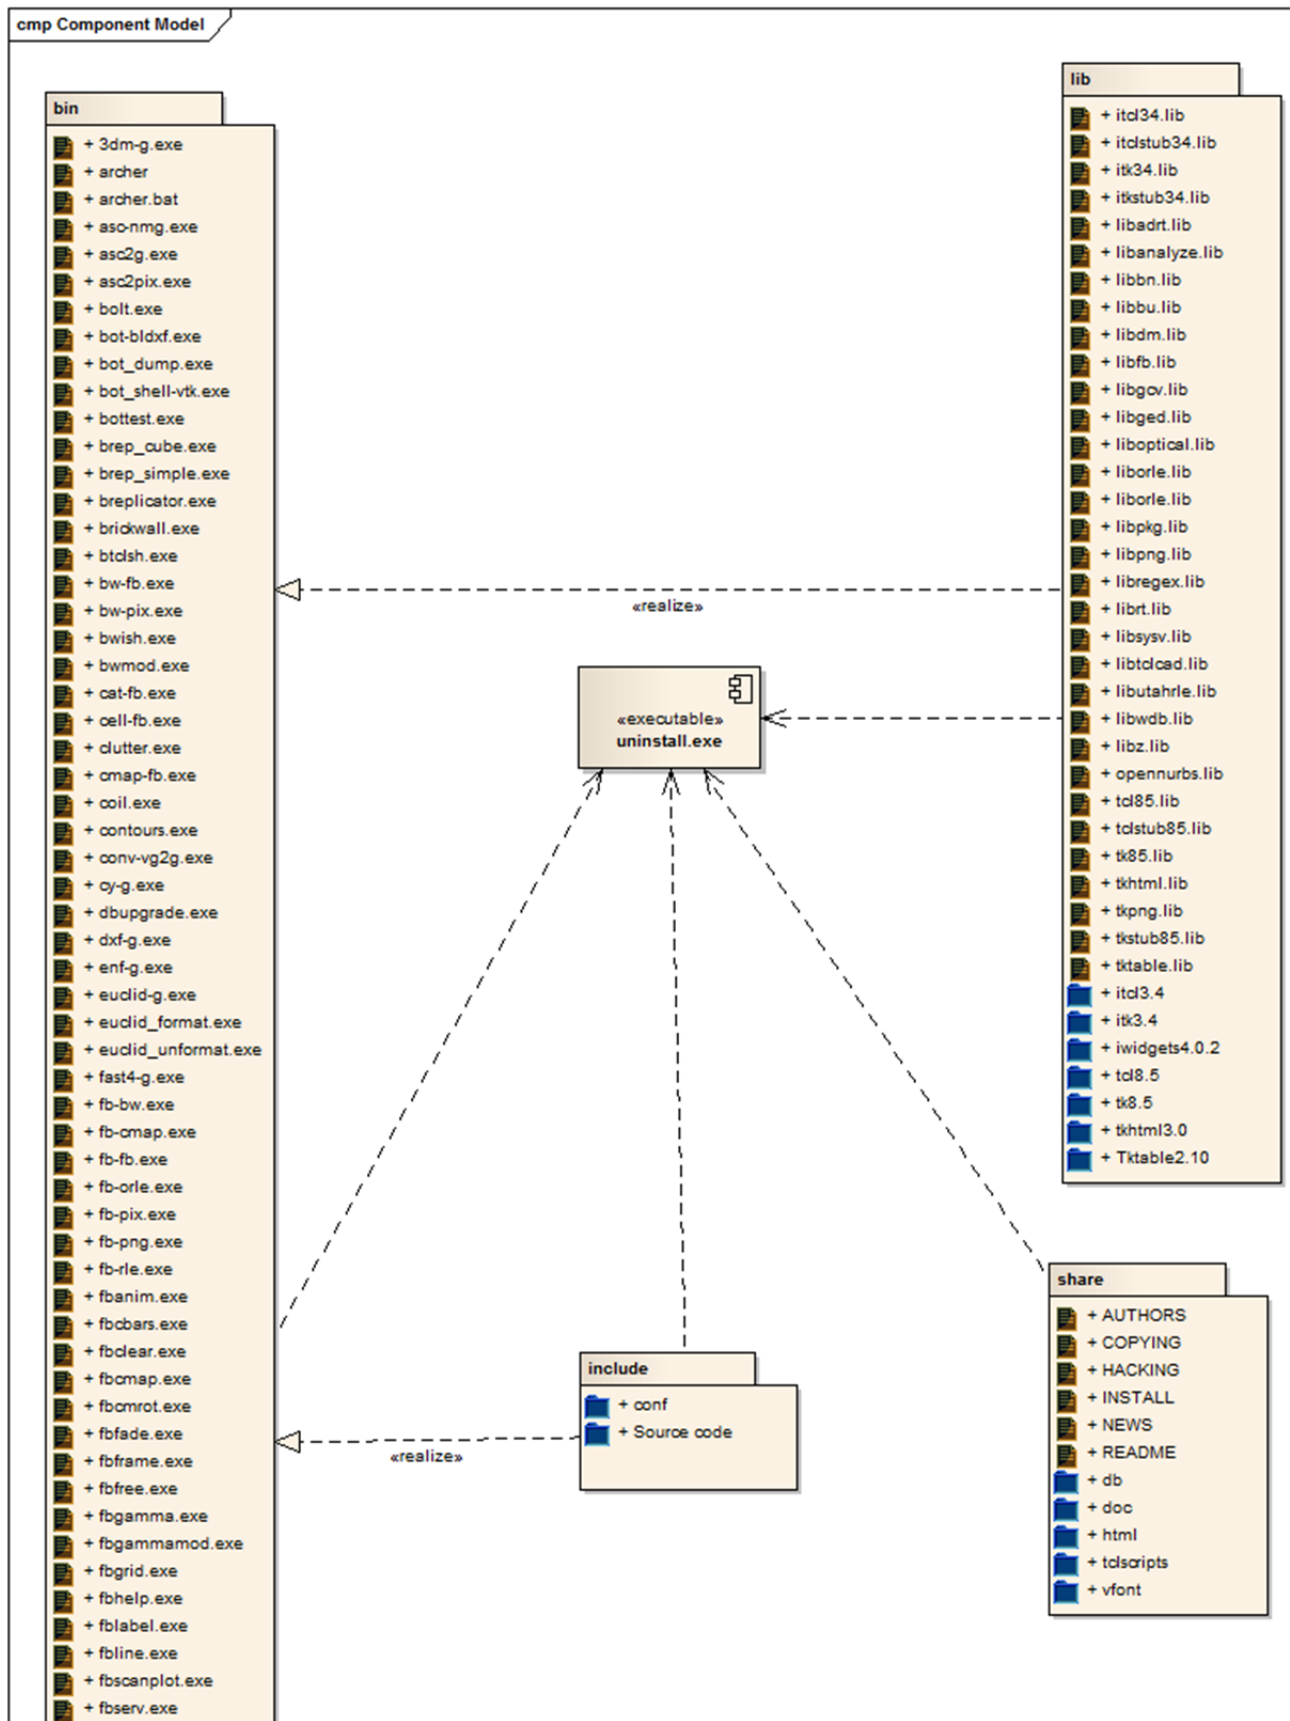 cmp Component Model
bin
+ 3dm-g.exe
+ archer
+ archer.bat
+ asc-nmg.exe
+ asc2g.exe
+ asc2pix.exe
+ bolt.exe
+ bot-bldxf.exe
+ bot_dump.exe
+ bot_shell-vtk.exe
+ bottest.exe
+ brep_cube.exe
+ brep_simple.exe
+ breplicator.exe
+ brickwall.exe
+ btclsh.exe
+ bw-fb.exe
+ bw-pix.exe
+ bwish.exe
+ bwmod.exe
+ cat-fb.exe
+ cell-fb.exe
+ clutter.exe
+ cmap-fb.exe
+ coil.exe
+ contours.exe
+ conv-vg2g.exe
+ cy-g.exe
+ dbupgrade.exe
+ dxf-g.exe
+ enf-g.exe
+ euclid-g.exe
+ euclid_format.exe
+ euclid_unformat.exe
+ fast4-g.exe
+ fb-bw.exe
+ fb-cmap.exe
+ fb-fb.exe
+ fb-orle.exe
+ fb-pix.exe
+ fb-png.exe
+ fb-rle.exe
+ fbanim.exe
+ fbcbars.exe
+ fbclear.exe
+ fbcmap.exe
+ fbcmrot.exe
+ fbfade.exe
+ fbframe.exe
+ fbfree.exe
+ fbgamma.exe
+ fbgammamod.exe
+ fbgrid.exe
+ fbhelp.exe
+ fblabel.exe
+ fbline.exe
+ fbscanplot.exe
+ fbserv.exe
«realize»
«executable»
uninstall.exe
include
+ conf
+ Source code
«realize»
lib
+ itcl34.lib
+ itclstub34.lib
+ itk34.lib
+ itkstub34.lib
+ libadrt.lib
+ libanalyze.lib
+ libbn.lib
+ libbu.lib
+ libdm.lib
+ libfb.lib
+ libgcv.lib
+ libged.lib
+ liboptical.lib
+ liborle.lib
+ liborle.lib
+ libpkg.lib
+ libpng.lib
+ libregex.lib
+ librt.lib
+ libsysv.lib
+ libtclcad.lib
+ libutahrle.lib
+ libwdb.lib
+ libz.lib
+ opennurbs.lib
+ tcl85.lib
+ tclstub85.lib
+ tk85.lib
+ tkhtml.lib
+ tkpng.lib
+ tkstub85.lib
+ tktable.lib
+ itcl3.4
+ itk3.4
+ iwidgets4.0.2
+ tcl8.5
+ tk8.5
+ tkhtml3.0
+ Tktable2.10
share
+ AUTHORS
+ COPYING
+ HACKING
+ INSTALL
+ NEWS
+ README
+ db
+ doc
+ html
+ tclscripts
+ vfont